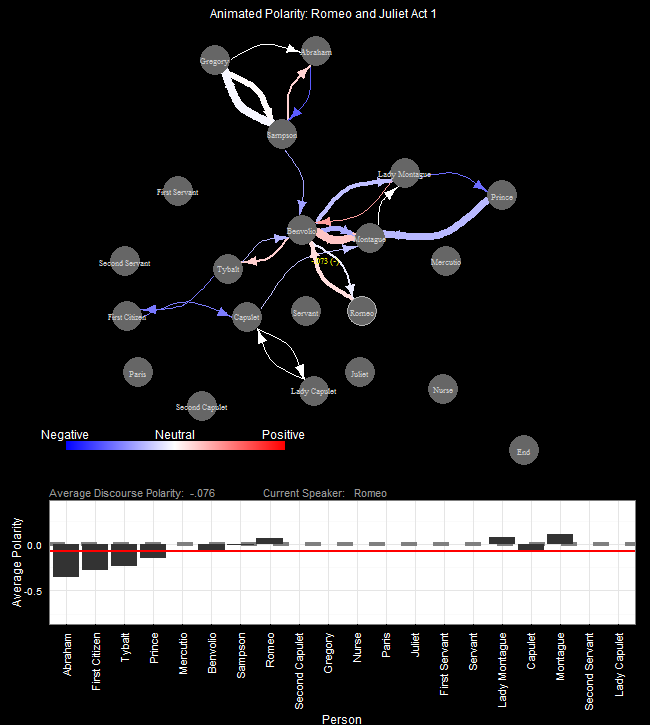 Animated Polarity: Romeo and Juliet Act 1
Abraham
Gregory
Sampson
Lady Montague
First Servant
Prince
Benvolio
Montague
Second Servant
Tybalt
Mercutio
First Citizen
Capulet
Servant
Romeo
Paris
Juliet
Lady Capulet
Nurse
Second Capulet
Negative Neutral Positive
End
Average Discourse Polarity: -.076 Current Speaker: Romeo
Average Polarity
0.0
-0.5
Abraham
First Citizen
Tybalt
Prince
Mercutio
Benvolio
Sampson
Romeo
Second Capulet
Gregory
Nurse
Paris
Juliet
First Servant
Servant
Lady Montague
Capulet
Montague
Second Servant
Lady Capulet
Person